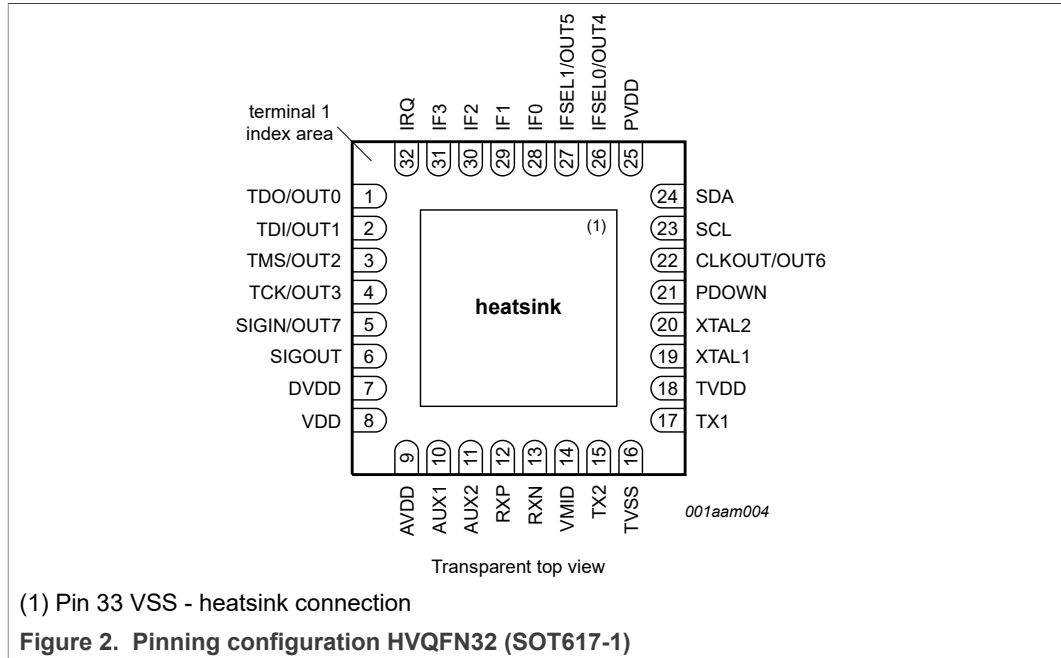 terminal 1
index area
IRQ
IF3
IF2
IF1
IF0
IFSEL1/OUT5
IFSEL0/OUT4
PVDD
32
31
30
29
28
27
26
25
TDO/OUT0 1
TDI/OUT1 2
TMS/OUT2 3
TCK/OUT3 4
SIGIN/OUT7 5
SIGOUT 6
DVDD 7
VDD 8
(1)
heatsink
24 SDA
23 SCL
22 CLKOUT/OUT6
21 PDOWN
20 XTAL2
19 XTAL1
18 TVDD
17 TX1
9
10
11
12
13
14
15
16
AVDD
AUX1
AUX2
RXP
RXN
VMID
TX2
TVSS
001aam004
Transparent top view
(1) Pin 33 VSS - heatsink connection
Figure 2. Pinning configuration HVQFN32 (SOT617-1)